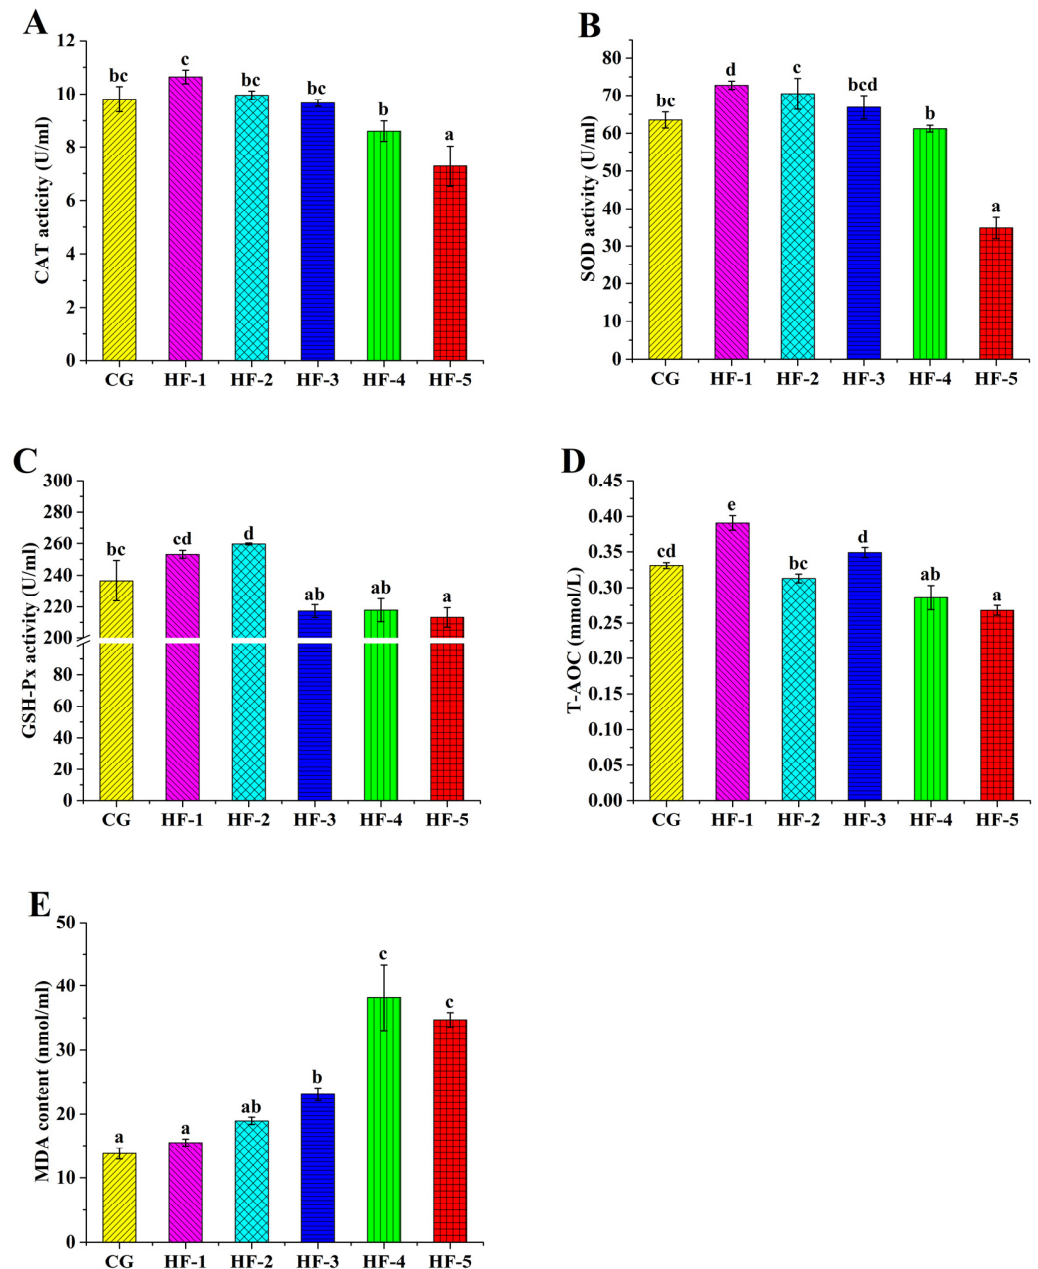 A
CAT acticity (U/ml)
12
10
8
6
4
2
0
bc
c
bc
bc
b
a
CG HF-1 HF-2 HF-3 HF-4 HF-5
B
SOD activity (U/ml)
80
70
60
50
40
30
20
10
0
bc
d
c
bcd
b
a
CG HF-1 HF-2 HF-3 HF-4 HF-5
C
GSH-Px activity (U/ml)
300
280
260
240
220
200
80
60
40
20
0
bc
cd
d
ab
ab
a
CG HF-1 HF-2 HF-3 HF-4 HF-5
D
T-AOC (mmol/L)
0.45
0.40
0.35
0.30
0.25
0.20
0.15
0.10
0.05
0.00
cd
e
bc
d
ab
a
CG HF-1 HF-2 HF-3 HF-4 HF-5
E
MDA content (nmol/ml)
50
40
30
20
10
0
a
a
ab
b
c
c
CG HF-1 HF-2 HF-3 HF-4 HF-5